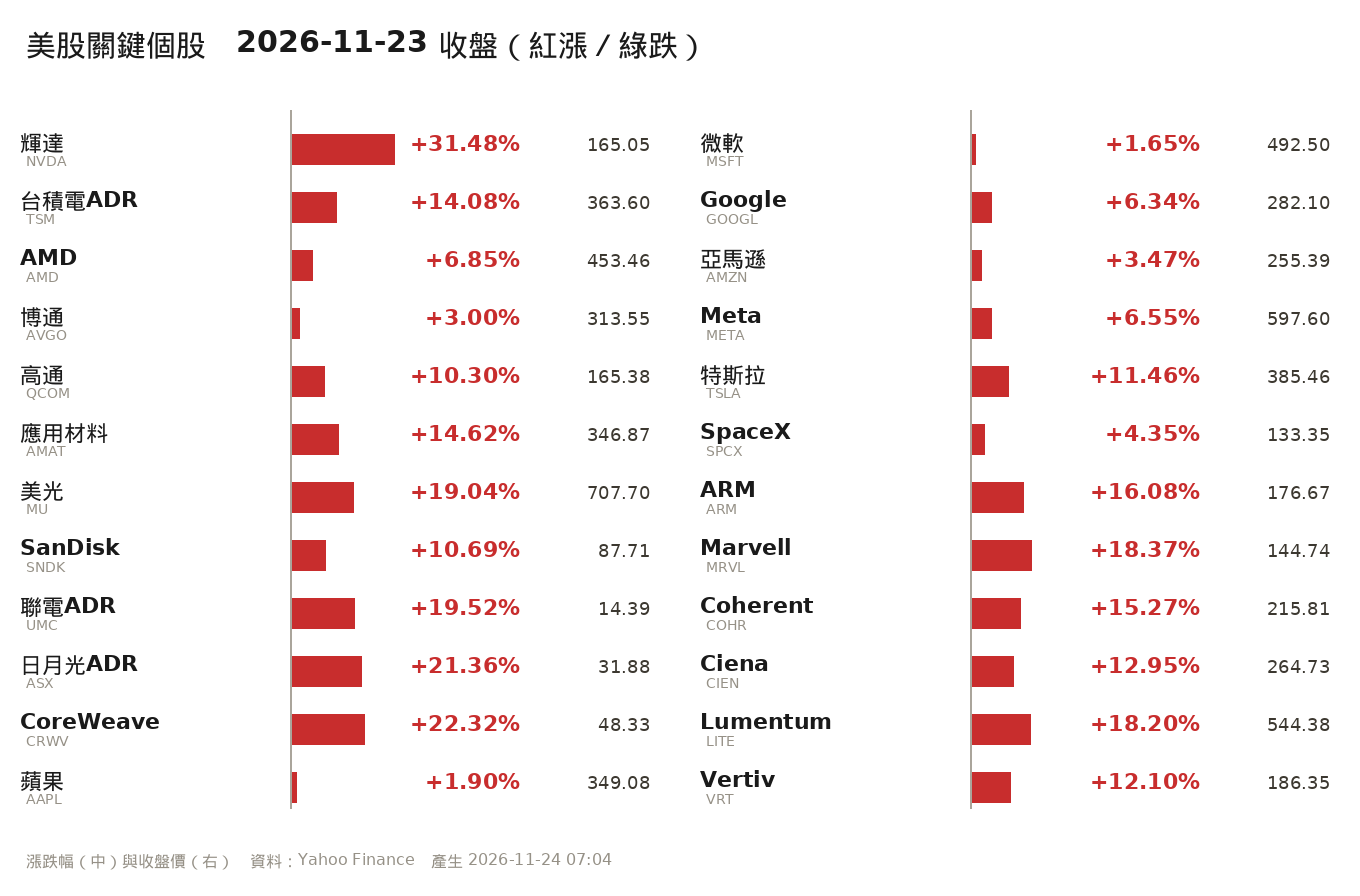 美股關鍵個股　2026-11-23 收盤（紅漲 / 綠跌）
輝達 +31.48% 165.05
NVDA
台積電ADR +14.08% 363.60
TSM
AMD +6.85% 453.46
AMD
博通 +3.00% 313.55
AVGO
高通 +10.30% 165.38
QCOM
應用材料 +14.62% 346.87
AMAT
美光 +19.04% 707.70
MU
SanDisk +10.69% 87.71
SNDK
聯電ADR +19.52% 14.39
UMC
日月光ADR +21.36% 31.88
ASX
CoreWeave +22.32% 48.33
CRWV
蘋果 +1.90% 349.08
AAPL
微軟 +1.65% 492.50
MSFT
Google +6.34% 282.10
GOOGL
亞馬遜 +3.47% 255.39
AMZN
Meta +6.55% 597.60
META
特斯拉 +11.46% 385.46
TSLA
SpaceX +4.35% 133.35
SPCX
ARM +16.08% 176.67
ARM
Marvell +18.37% 144.74
MRVL
Coherent +15.27% 215.81
COHR
Ciena +12.95% 264.73
CIEN
Lumentum +18.20% 544.38
LITE
Vertiv +12.10% 186.35
VRT
漲跌幅（中）與收盤價（右）　資料：Yahoo Finance　產生 2026-11-24 07:04